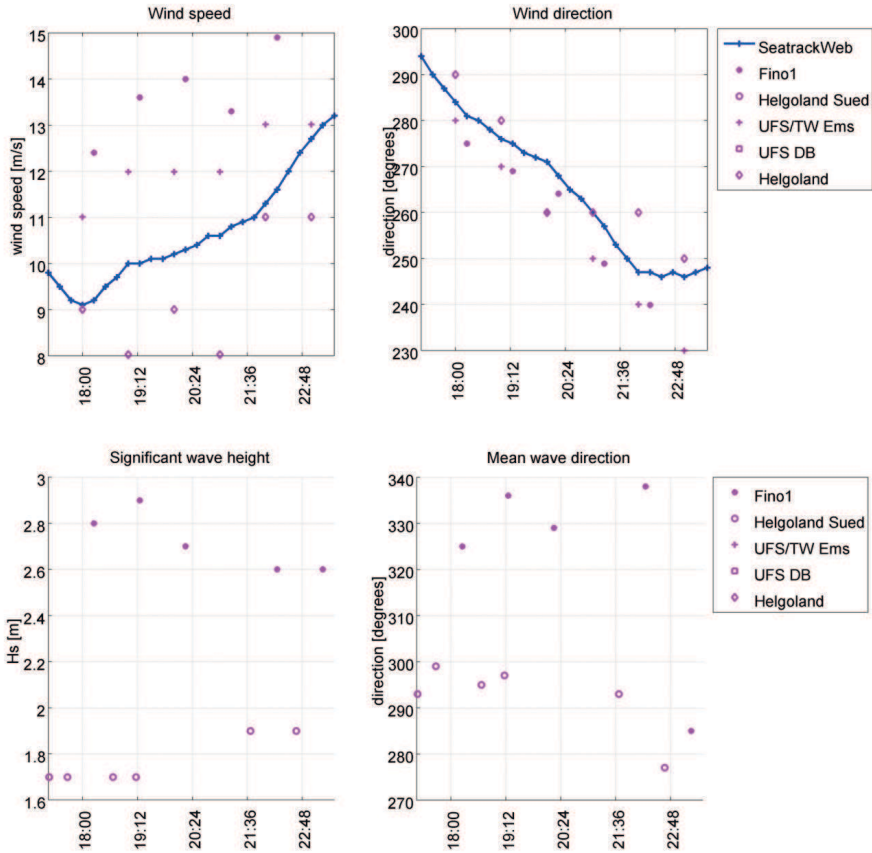 Wind speed
wind speed [m/s]
15
14
13
12
11
10
9
8
18:00
19:12
20:24
21:36
22:48
Wind direction
direction [degrees]
300
290
280
270
260
250
240
230
18:00
19:12
20:24
21:36
22:48
SeatrackWeb
Fino1
Helgoland Sued
UFS/TW Ems
UFS DB
Helgoland
Significant wave height
Hs [m]
3
2.8
2.6
2.4
2.2
2
1.8
1.6
18:00
19:12
20:24
21:36
22:48
Mean wave direction
direction [degrees]
340
330
320
310
300
290
280
270
18:00
19:12
20:24
21:36
22:48
Fino1
Helgoland Sued
UFS/TW Ems
UFS DB
Helgoland